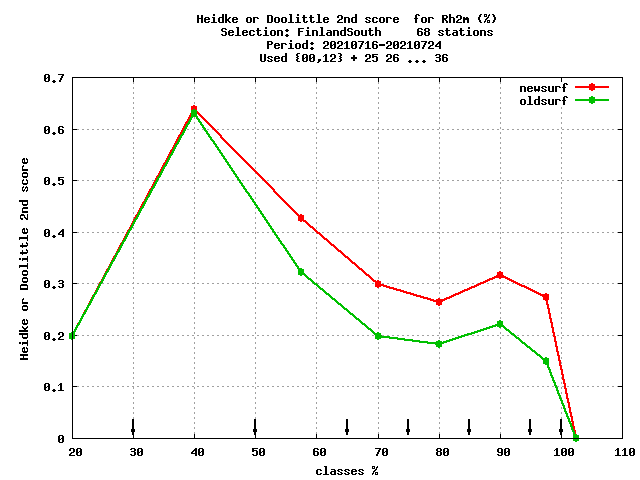 Heidke or Doolittle 2nd score  for Rh2m (%)
Selection: FinlandSouth     68 stations
Period: 20210716-20210724
Used {00,12} + 25 26 ... 36
newsurf
oldsurf
Heidke or Doolittle 2nd score
0.7
0.6
0.5
0.4
0.3
0.2
0.1
0
20 30 40 50 60 70 80 90 100 110
classes %